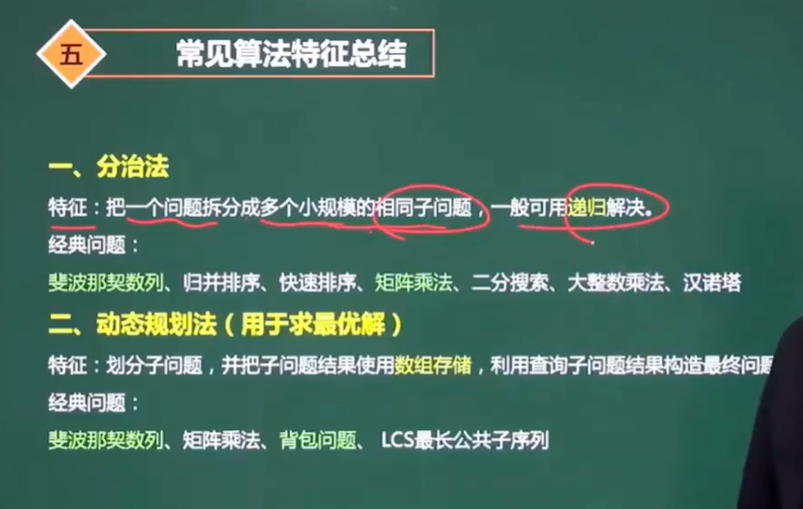 五
常见算法特征总结
一、分治法
特征：把一个问题拆分成多个小规模的相同子问题，一般可用递归解决。
经典问题：
斐波那契数列、归并排序、快速排序、矩阵乘法、二分搜索、大整数乘法、汉诺塔
二、动态规划法（用于求最优解）
特征：划分子问题，并把子问题结果使用数组存储，利用查询子问题结果构造最终问题
经典问题：
斐波那契数列、矩阵乘法、背包问题、LCS最长公共子序列